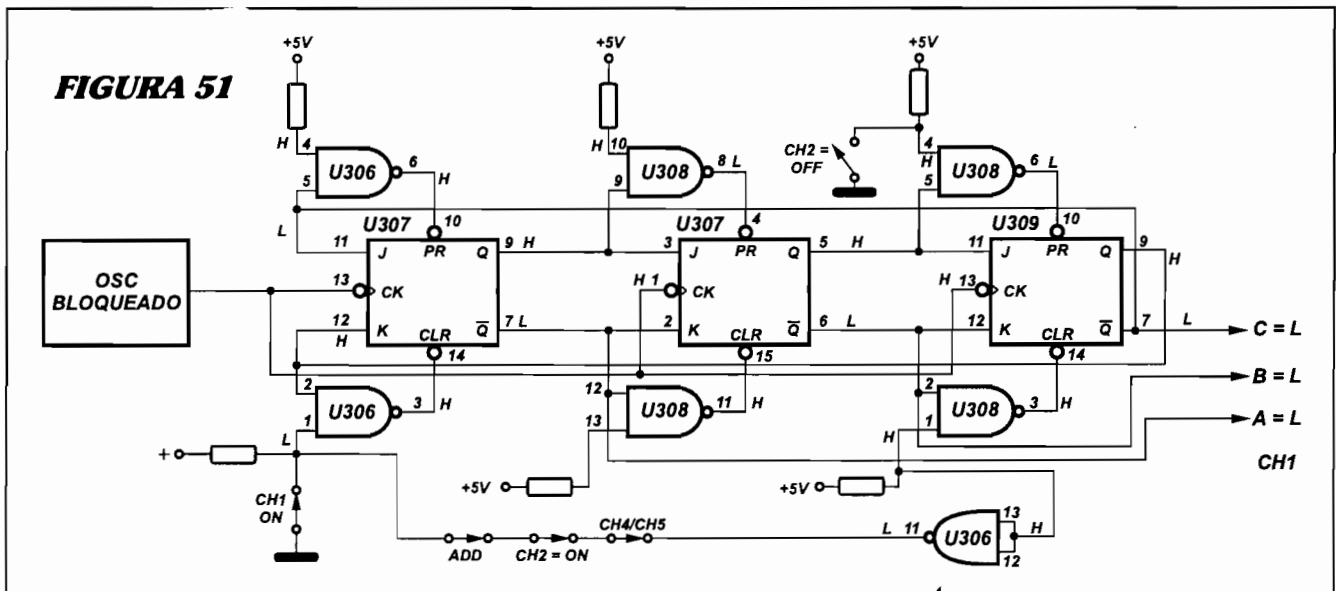 FIGURA 51
+5V
+5V
+5V
H 4
U306
6
H
5
H 10
U308
8 L
9
CH2 =
OFF
4
H
U308
6 L
5
L
U307
10
U307
4
U309
10
OSC
BLOQUEADO
11
J
PR
Q
9 H
3
J
PR
Q
5 H
11
J
PR
Q
9
H
13
CK
H 1
CK
H 13
CK
12
H
K
CLR
Q
7 L
2
K
CLR
Q
6 L
12
K
CLR
Q
7
L
C = L
14
15
14
2
U306
3 H
1
L
12
U308
11 H
13
2
U308
3 H
1
H
B = L
A = L
CH1
+
CH1
ON
+5V
+5V
ADD
CH2 = ON
CH4/CH5
L 11
U306
13
H
12